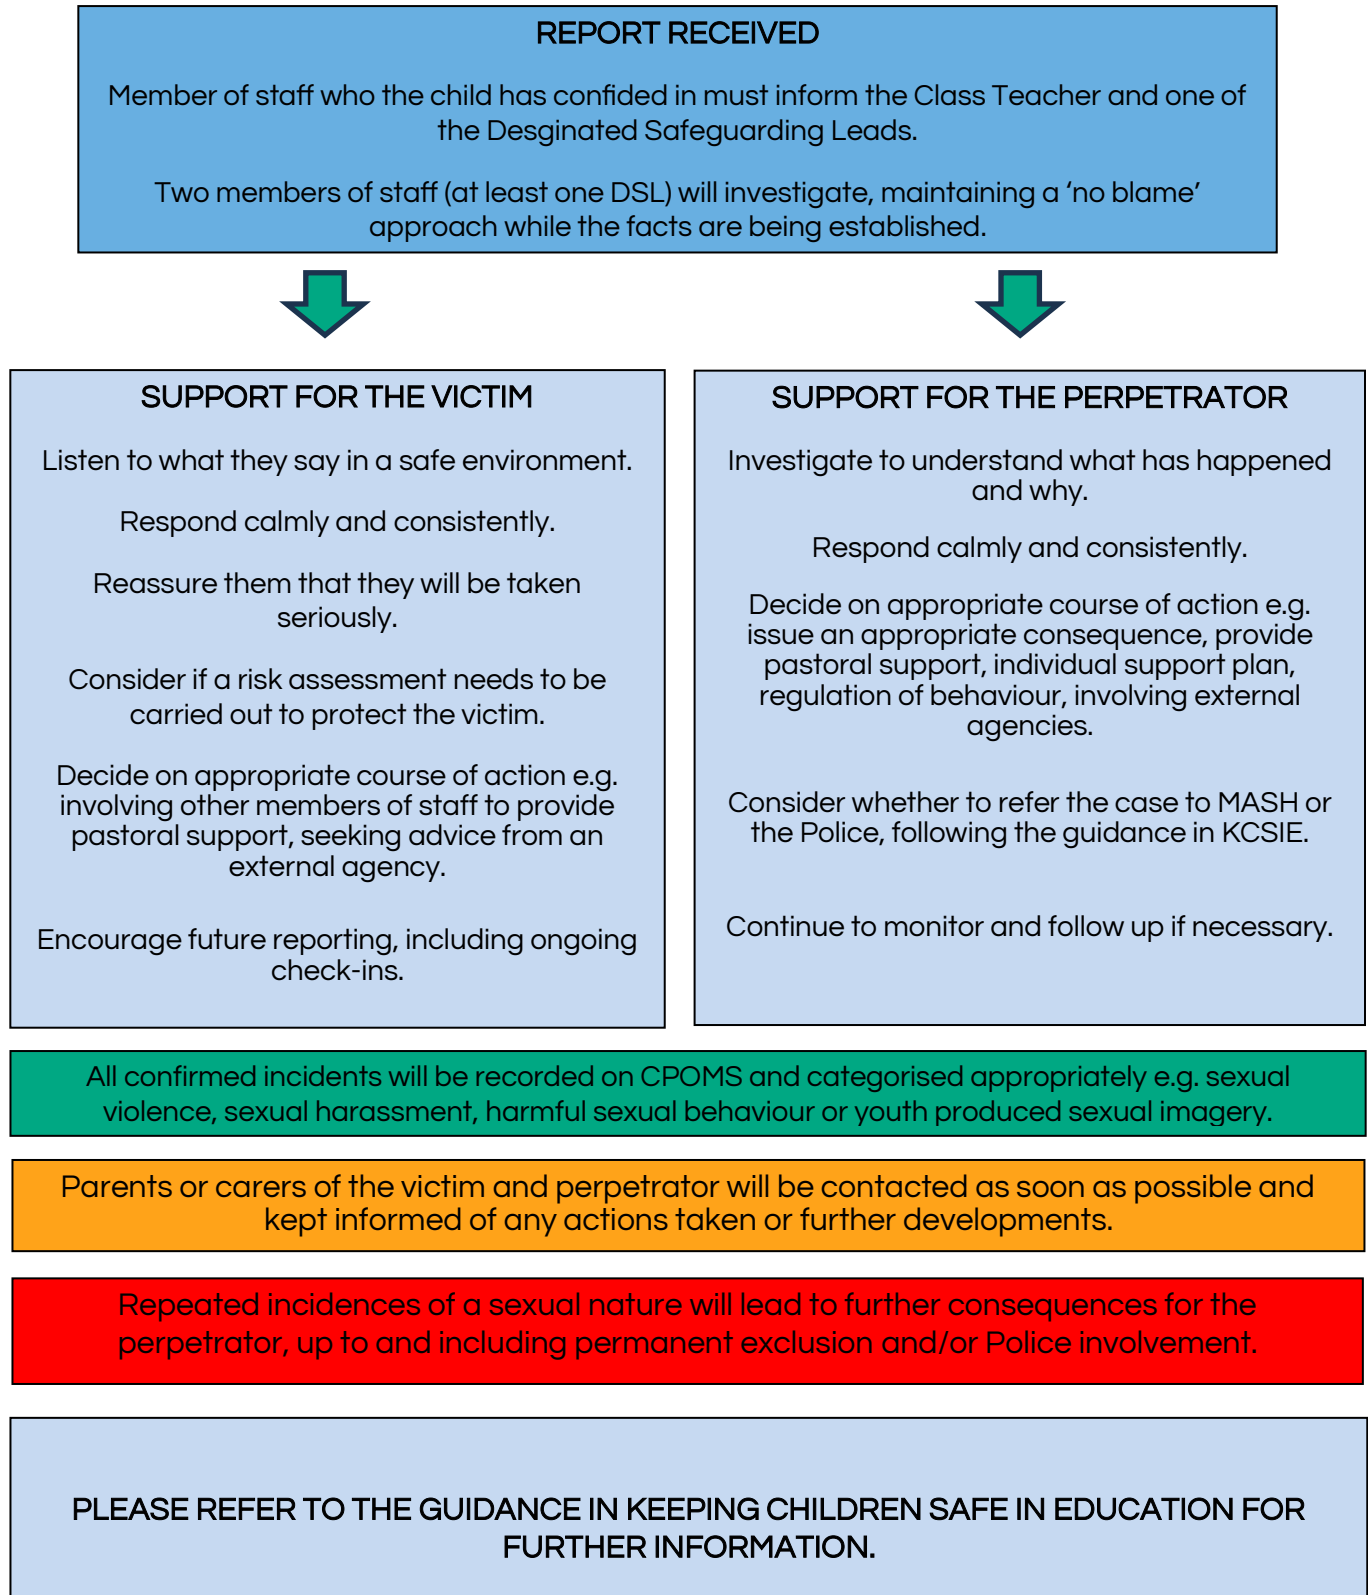 REPORT RECEIVED
Member of staff who the child has confided in must inform the Class Teacher and one of
the Desginated Safeguarding Leads.
Two members of staff (at least one DSL) will investigate, maintaining a ‘no blame’
approach while the facts are being established.
SUPPORT FOR THE VICTIM
Listen to what they say in a safe environment.
Respond calmly and consistently.
Reassure them that they will be taken
seriously.
Consider if a risk assessment needs to be
carried out to protect the victim.
Decide on appropriate course of action e.g.
involving other members of staff to provide
pastoral support, seeking advice from an
external agency.
Encourage future reporting, including ongoing
check-ins.
SUPPORT FOR THE PERPETRATOR
Investigate to understand what has happened
and why.
Respond calmly and consistently.
Decide on appropriate course of action e.g.
issue an appropriate consequence, provide
pastoral support, individual support plan,
regulation of behaviour, involving external
agencies.
Consider whether to refer the case to MASH or
the Police, following the guidance in KCSIE.
Continue to monitor and follow up if necessary.
All confirmed incidents will be recorded on CPOMS and categorised appropriately e.g. sexual
violence, sexual harassment, harmful sexual behaviour or youth produced sexual imagery.
Parents or carers of the victim and perpetrator will be contacted as soon as possible and
kept informed of any actions taken or further developments.
Repeated incidences of a sexual nature will lead to further consequences for the
perpetrator, up to and including permanent exclusion and/or Police involvement.
PLEASE REFER TO THE GUIDANCE IN KEEPING CHILDREN SAFE IN EDUCATION FOR
FURTHER INFORMATION.